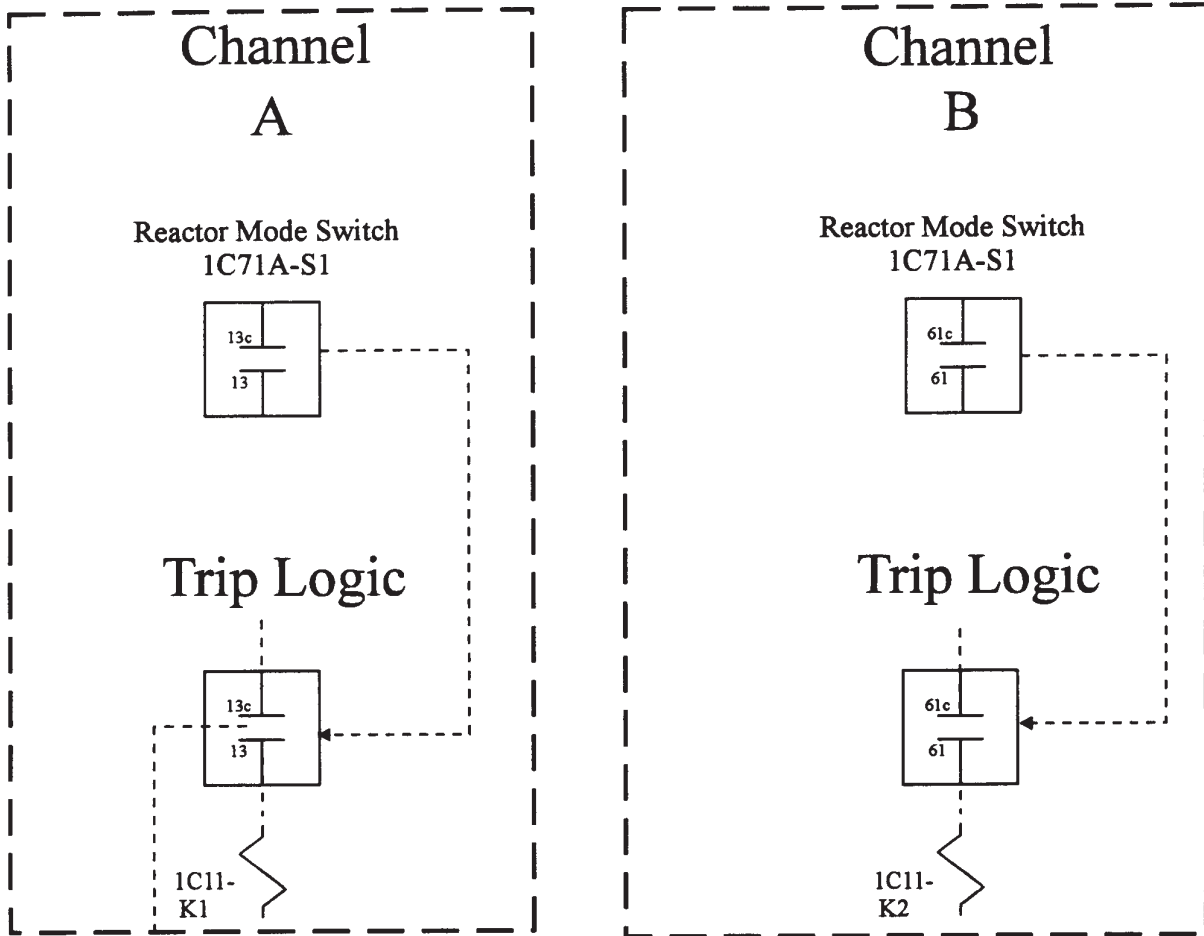 Channel
A
Reactor Mode Switch
1C71A-S1
13c
13
Trip Logic
13c
13
1C11-
K1
Channel
B
Reactor Mode Switch
1C71A-S1
61c
61
Trip Logic
61c
61
1C11-
K2